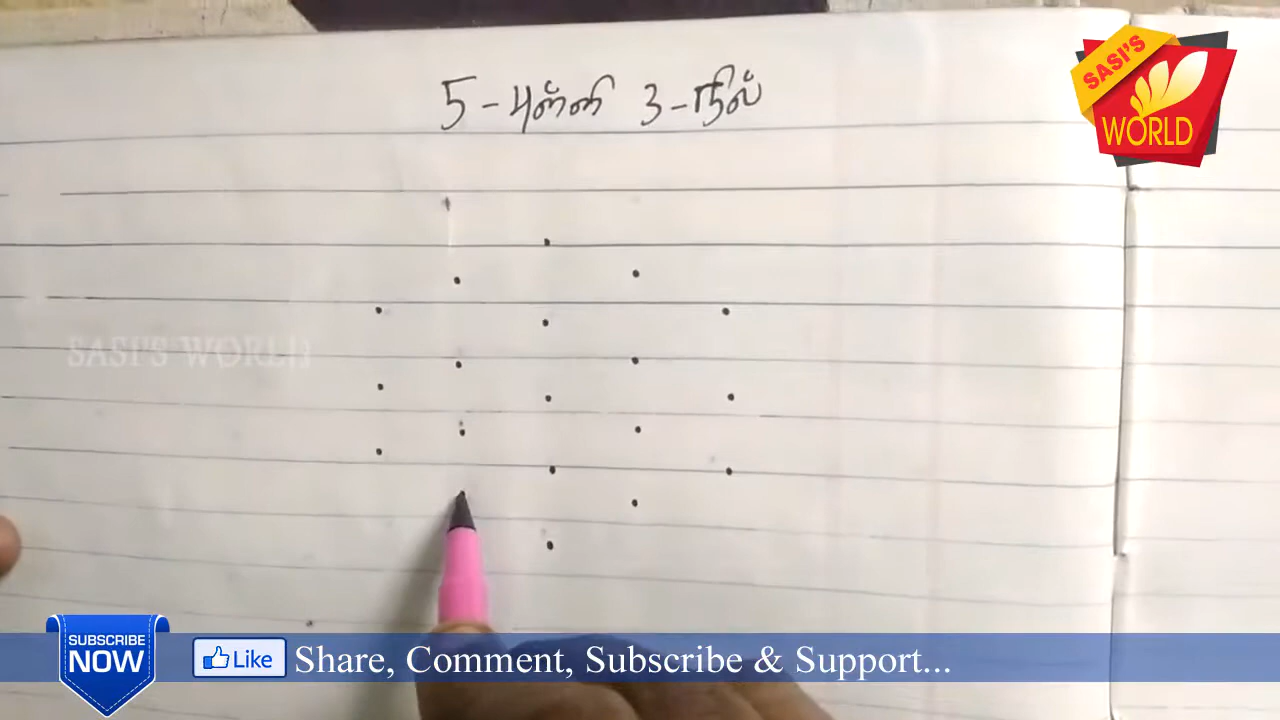 5 - புள்ளி 3 - நில்
SASI'S
WORLD
SASI'S WORLD
SUBSCRIBE
NOW
Like
Share, Comment, Subscribe & Support...